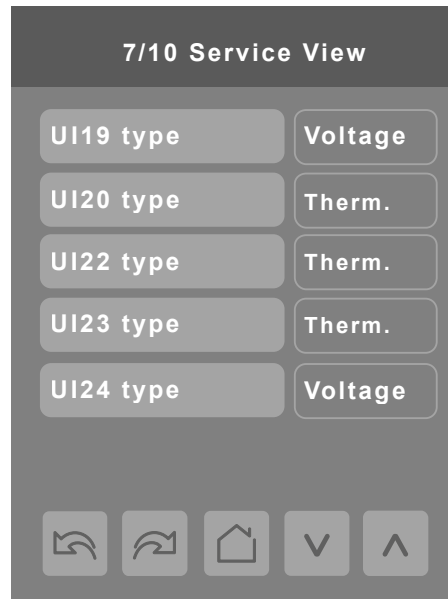 7/10 Service View
UI19 type Voltage
UI20 type Therm.
UI22 type Therm.
UI23 type Therm.
UI24 type Voltage